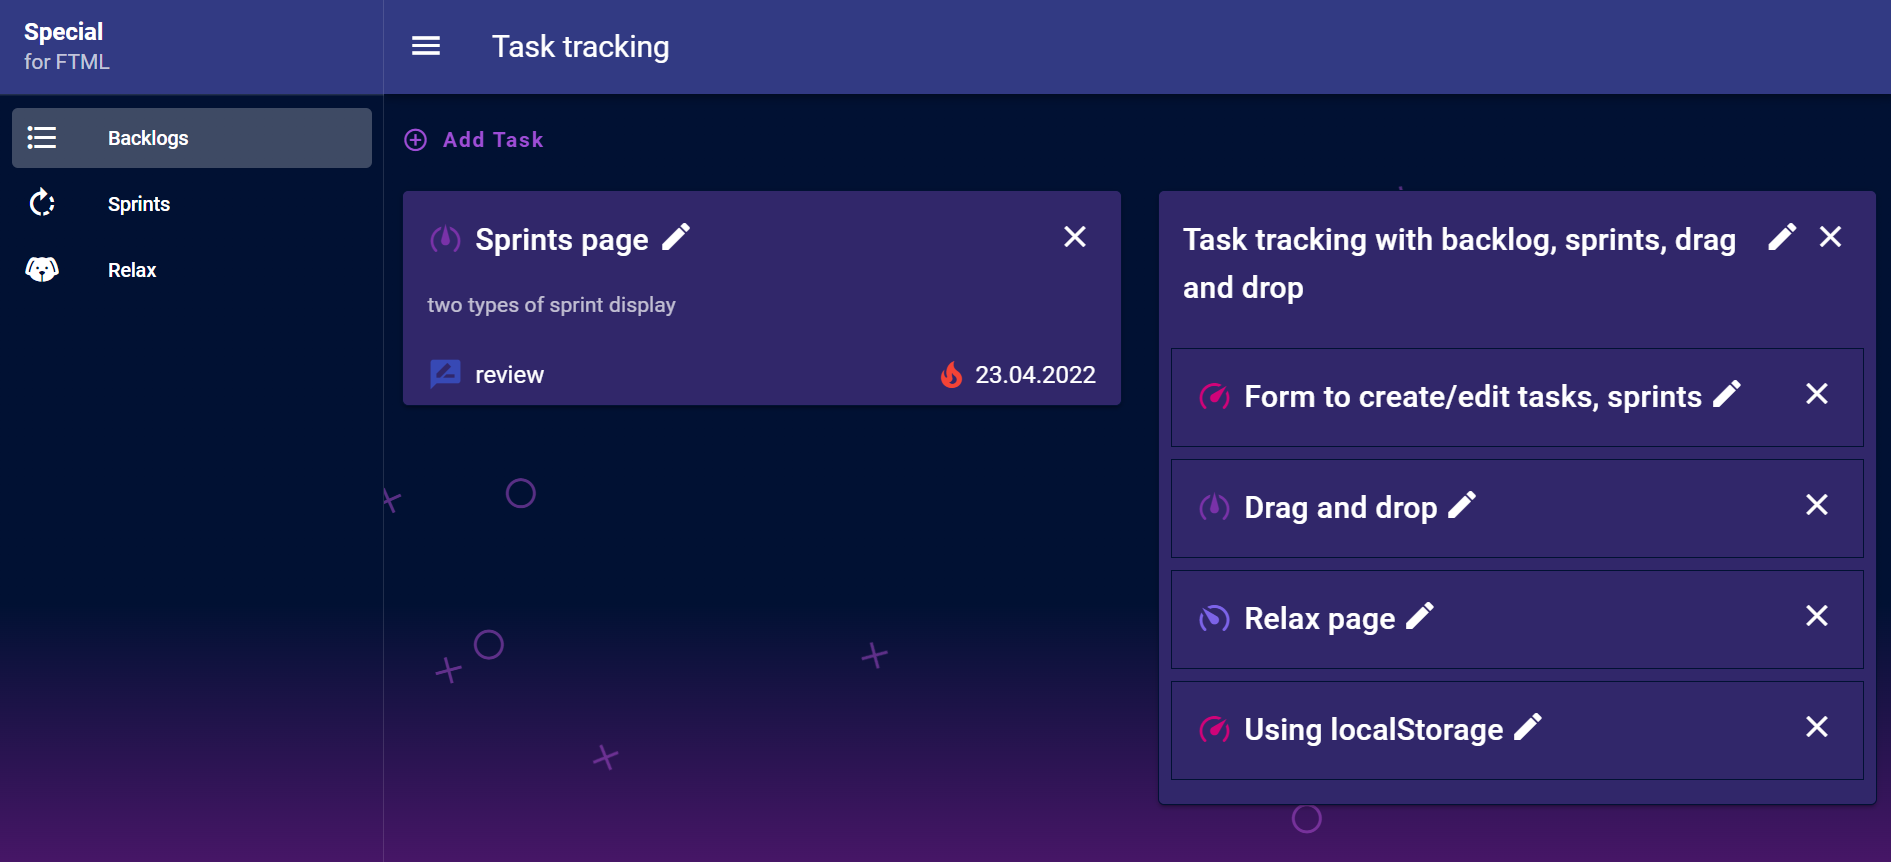 Special
for FTML
Task tracking
Backlogs
Sprints
Relax
Add Task
Sprints page
two types of sprint display
review
23.04.2022
Task tracking with backlog, sprints, drag
and drop
Form to create/edit tasks, sprints
Drag and drop
Relax page
Using localStorage